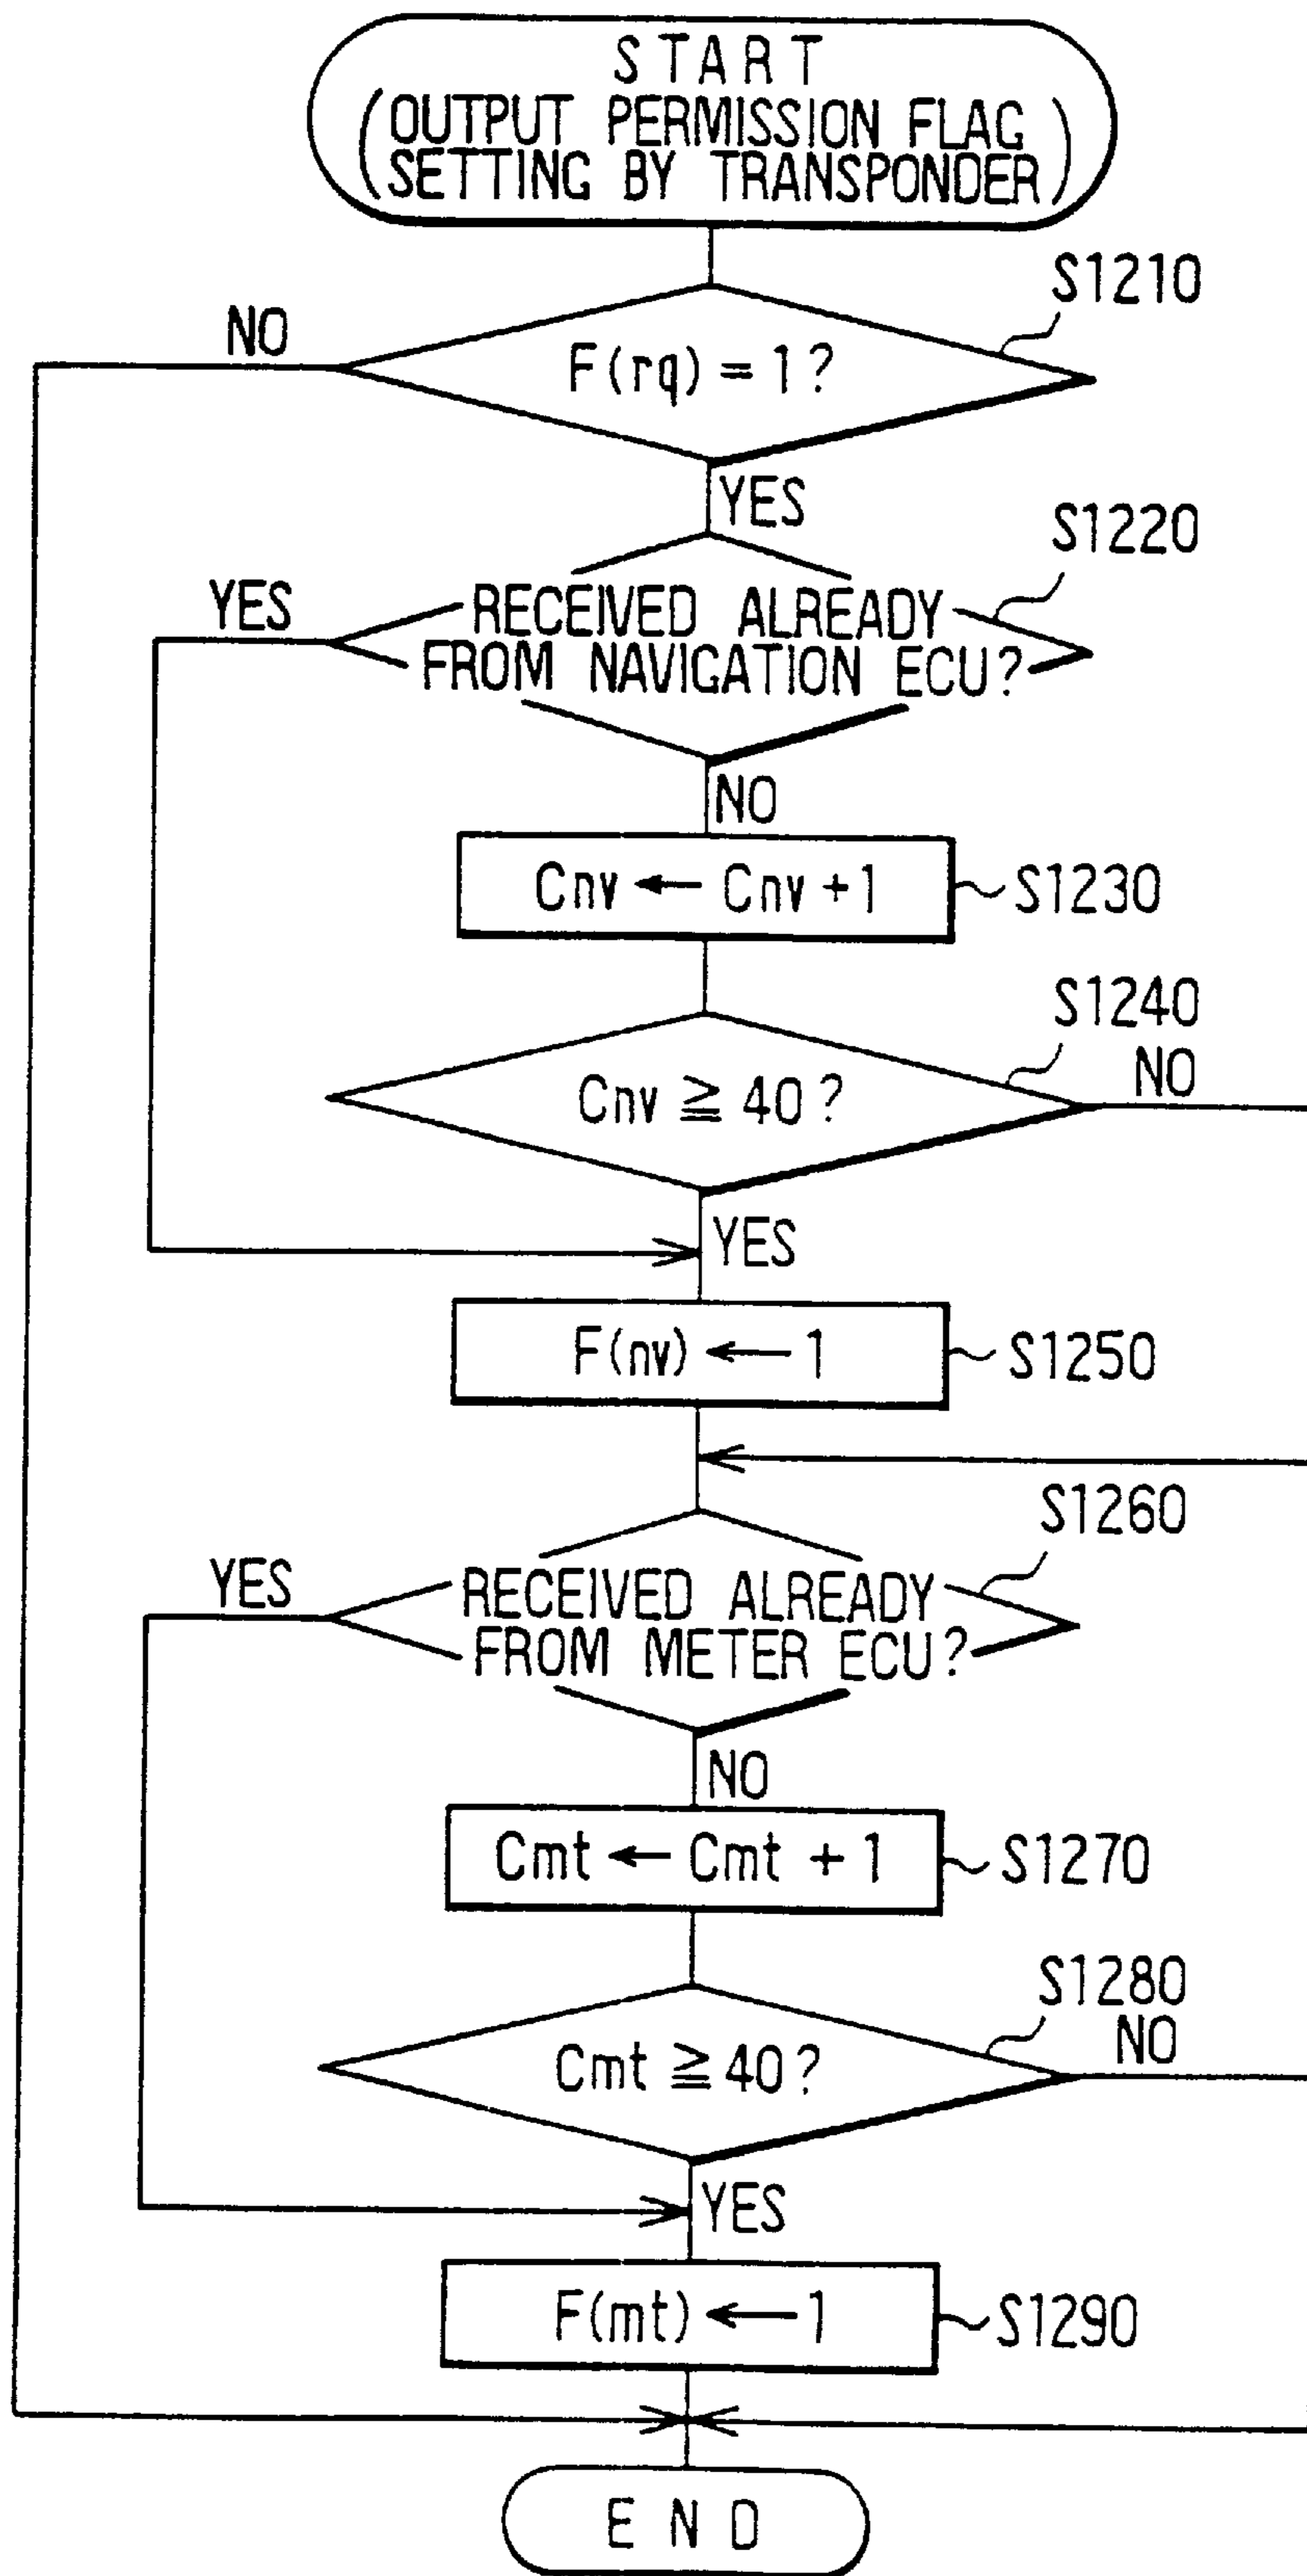 START
(OUTPUT PERMISSION FLAG
SETTING BY TRANSPONDER)
S1210
NO
F(rq) = 1?
YES
S1220
YES
RECEIVED ALREADY
FROM NAVIGATION ECU?
NO
Cnv ← Cnv + 1
S1230
S1240
NO
Cnv ≧ 40?
YES
F(nv) ← 1
S1250
S1260
YES
RECEIVED ALREADY
FROM METER ECU?
NO
Cmt ← Cmt + 1
S1270
S1280
NO
Cmt ≧ 40?
YES
F(mt) ← 1
S1290
END